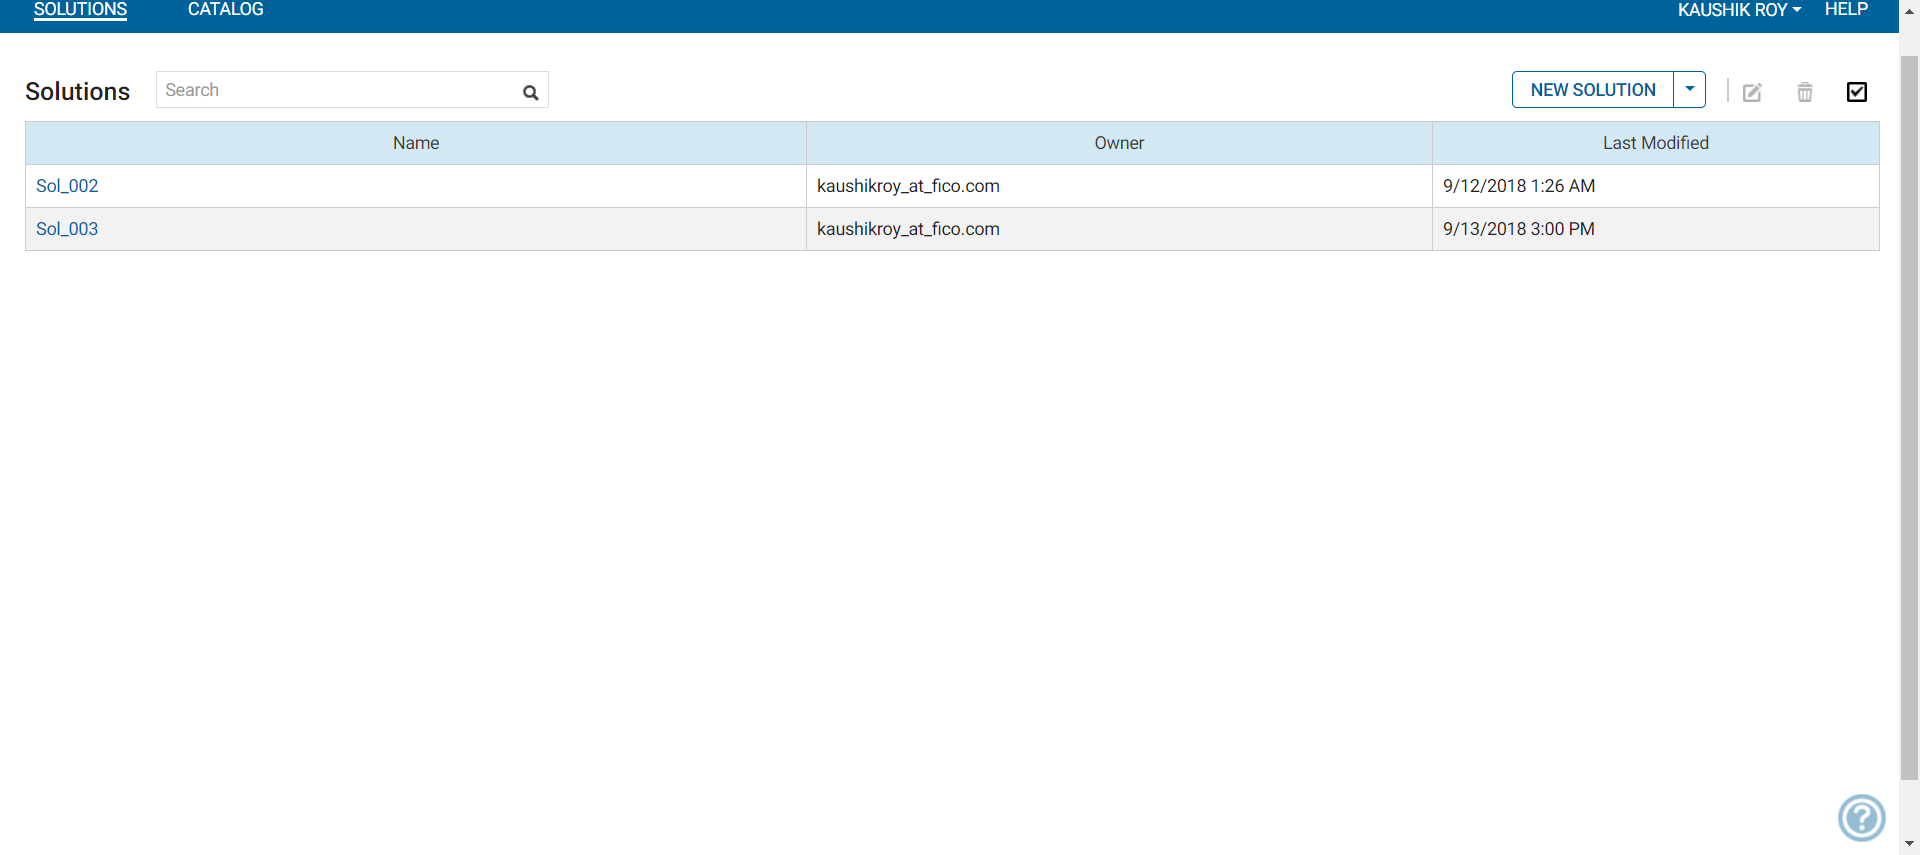 SOLUTIONS CATALOG KAUSHIK ROY HELP
Solutions Search NEW SOLUTION
Name Owner Last Modified
Sol_002 kaushikroy_at_fico.com 9/12/2018 1:26 AM
Sol_003 kaushikroy_at_fico.com 9/13/2018 3:00 PM
?